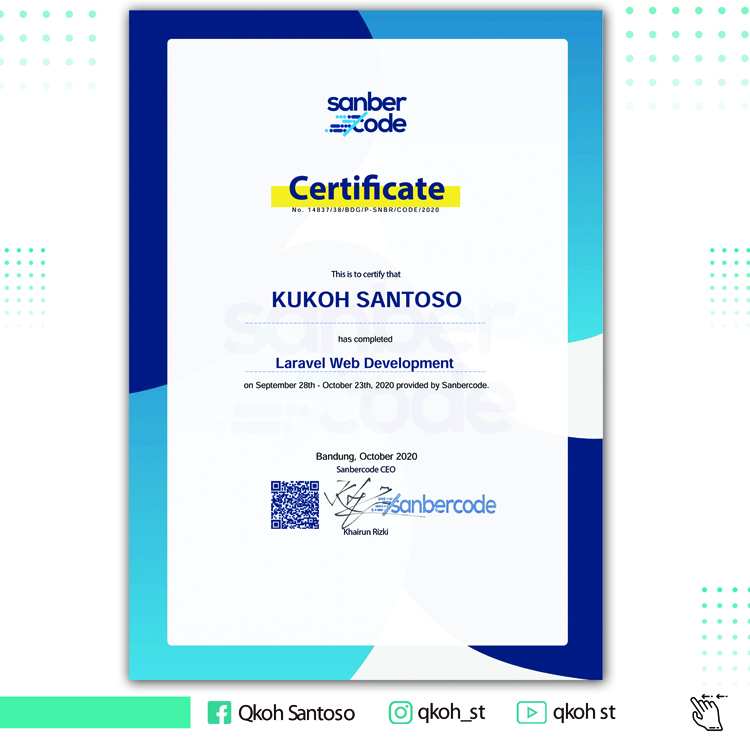 sanber
code
Certificate
No. 14837/38/BDG/P-SNBR/CODE/2020
This is to certify that
KUKOH SANTOSO
has completed
Laravel Web Development
on September 28th - October 23th, 2020 provided by Sanbercode.
sanber
code
Bandung, October 2020
Sanbercode CEO
sanbercode
Khairun Rizki
Qkoh Santoso
qkoh_st
qkoh st